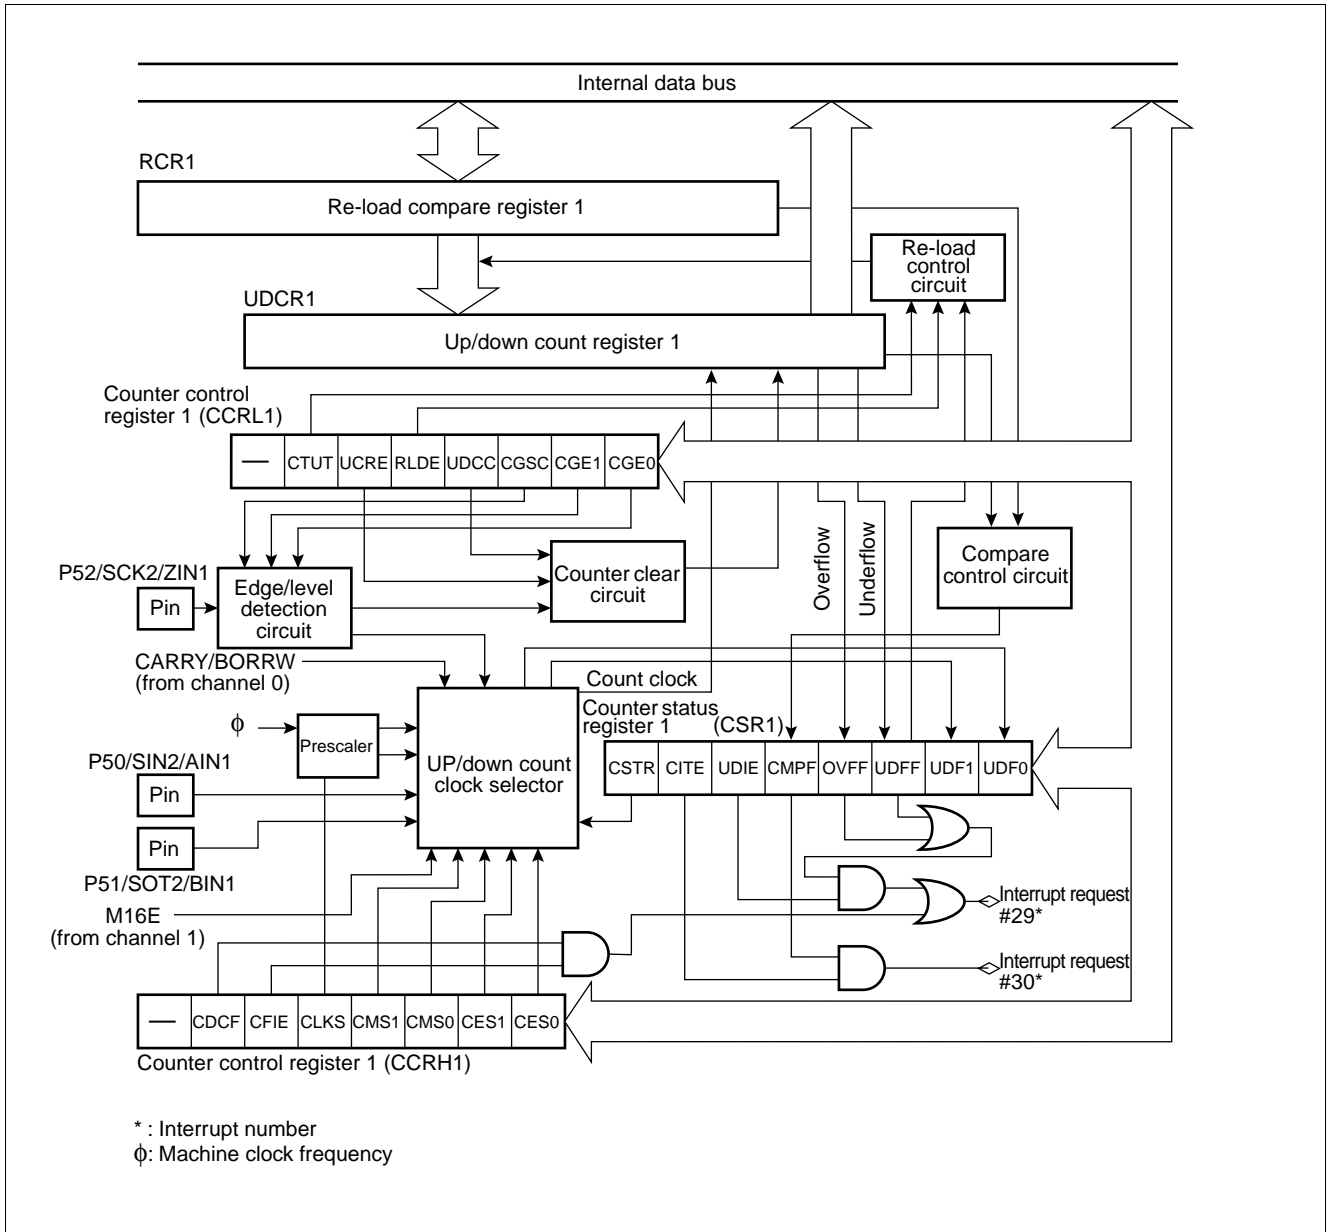 Internal data bus
RCR1
Re-load compare register 1
Re-load
control
circuit
UDCR1
Up/down count register 1
Counter control
register 1 (CCRL1)
— CTUT UCRE RLDE UDCC CGSC CGE1 CGE0
Overflow
Underflow
Compare
control circuit
P52/SCK2/ZIN1
Pin
Edge/level
detection
circuit
Counter clear
circuit
CARRY/BORRW
(from channel 0)
Count clock
Counter status
register 1 (CSR1)
ϕ
Prescaler
UP/down count
clock selector
CSTR CITE UDIE CMPF OVFF UDFF UDF1 UDF0
P50/SIN2/AIN1
Pin
Pin
P51/SOT2/BIN1
M16E
(from channel 1)
Interrupt request
#29*
Interrupt request
#30*
— CDCF CFIE CLKS CMS1 CMS0 CES1 CES0
Counter control register 1 (CCRH1)
* : Interrupt number
ϕ: Machine clock frequency